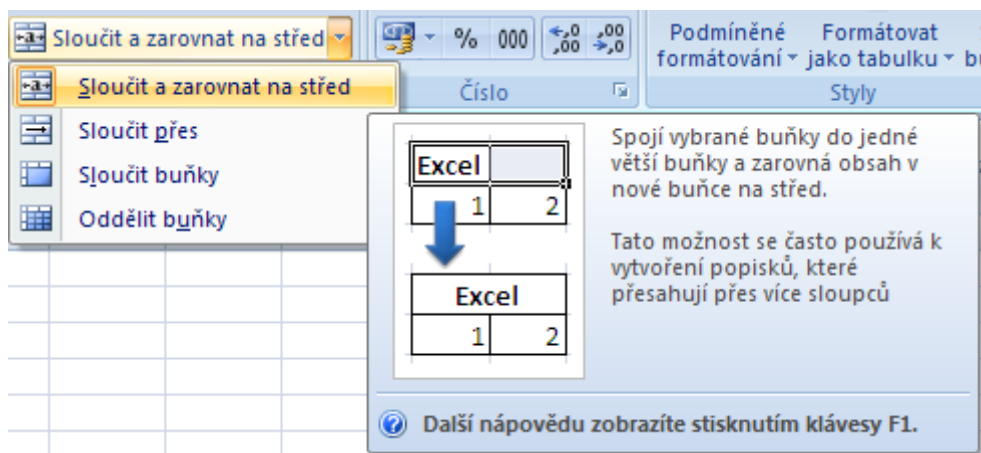 Sloučit a zarovnat na střed
% 000 ,0 ,00 ,00 ,0
Podmíněné formátování
Formátovat jako tabulku
bu
Číslo
Styly
Sloučit a zarovnat na střed
Sloučit přes
Sloučit buňky
Oddělit buňky
Excel
1 2
Excel
1 2
Spojí vybrané buňky do jedné
větší buňky a zarovná obsah v
nové buňce na střed.
Tato možnost se často používá k
vytvoření popisků, které
přesahují přes více sloupců
Další nápovědu zobrazíte stisknutím klávesy F1.